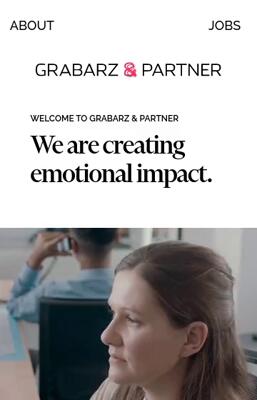 ABOUT JOBS
GRABARZ & PARTNER
WELCOME TO GRABARZ & PARTNER
We are creating
emotional impact.